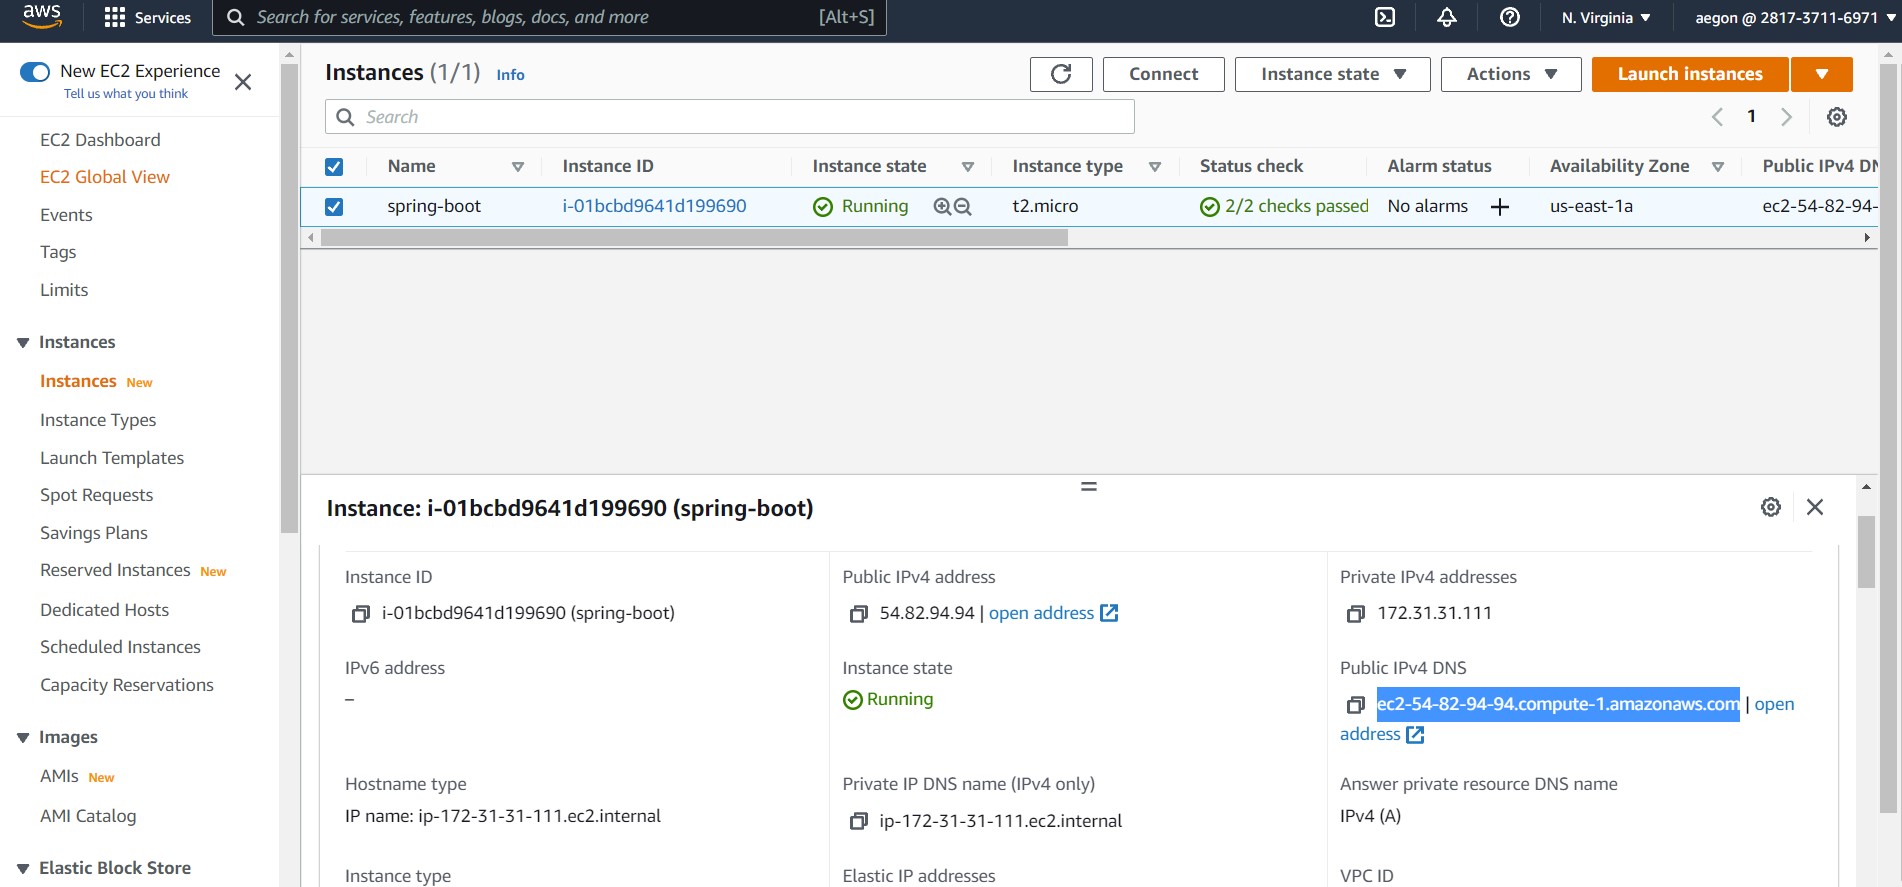 aws
Services
Search for services, features, blogs, docs, and more
[Alt+S]
N. Virginia
aegon @ 2817-3711-6971
New EC2 Experience
Tell us what you think
EC2 Dashboard
EC2 Global View
Events
Tags
Limits
Instances
Instances New
Instance Types
Launch Templates
Spot Requests
Savings Plans
Reserved Instances New
Dedicated Hosts
Scheduled Instances
Capacity Reservations
Images
AMIs New
AMI Catalog
Elastic Block Store
Instances (1/1) Info
Connect
Instance state
Actions
Launch instances
Search
1
Name
Instance ID
Instance state
Instance type
Status check
Alarm status
Availability Zone
Public IPv4 DN
spring-boot
i-01bcbd9641d199690
Running
t2.micro
2/2 checks passed
No alarms
us-east-1a
ec2-54-82-94-
Instance: i-01bcbd9641d199690 (spring-boot)
Instance ID
i-01bcbd9641d199690 (spring-boot)
Public IPv4 address
54.82.94.94 | open address
Private IPv4 addresses
172.31.31.111
IPv6 address
–
Instance state
Running
Public IPv4 DNS
ec2-54-82-94-94.compute-1.amazonaws.com | open
address
Hostname type
IP name: ip-172-31-31-111.ec2.internal
Private IP DNS name (IPv4 only)
ip-172-31-31-111.ec2.internal
Answer private resource DNS name
IPv4 (A)
Instance type
Elastic IP addresses
VPC ID